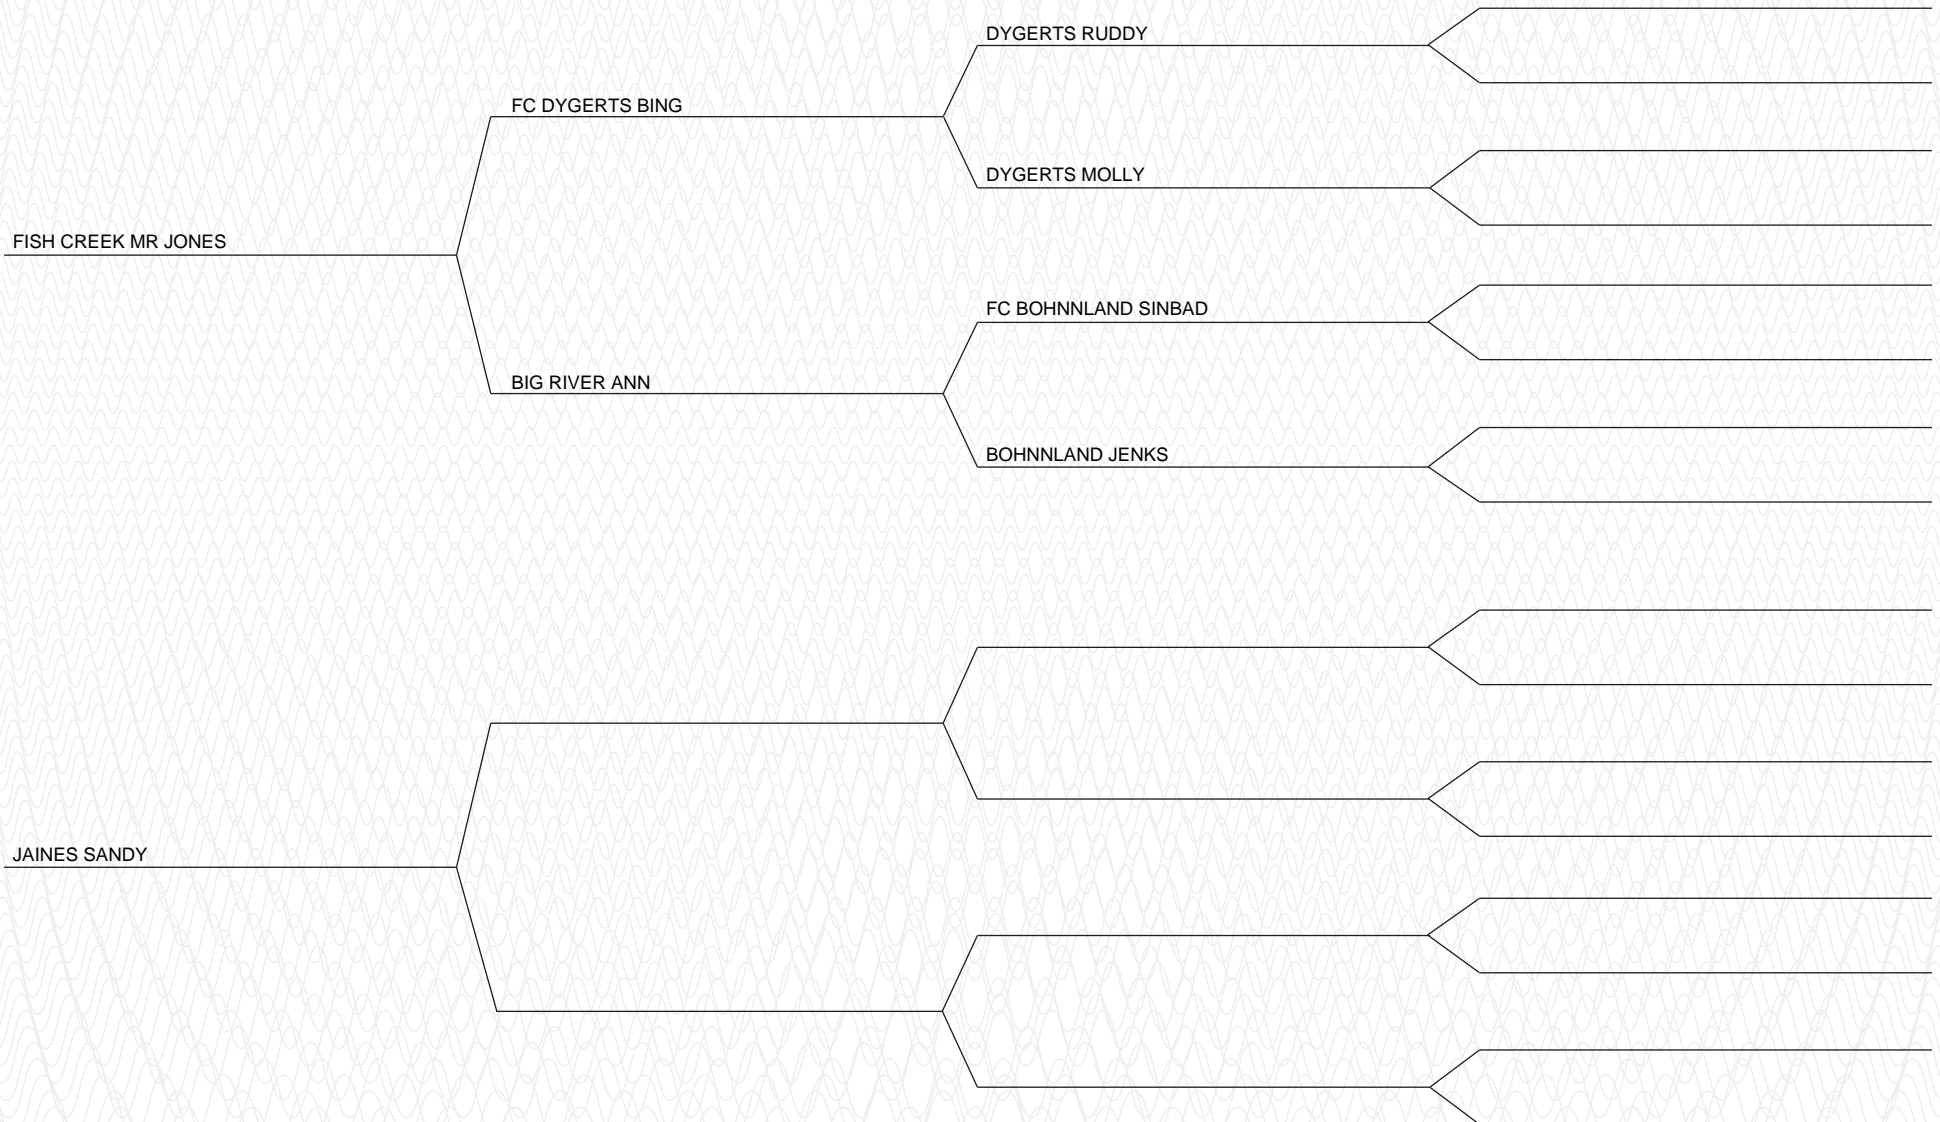 DYGERTS RUDDY
FC DYGERTS BING
DYGERTS MOLLY
FISH CREEK MR JONES
FC BOHNNLAND SINBAD
BIG RIVER ANN
BOHNNLAND JENKS
JAINES SANDY